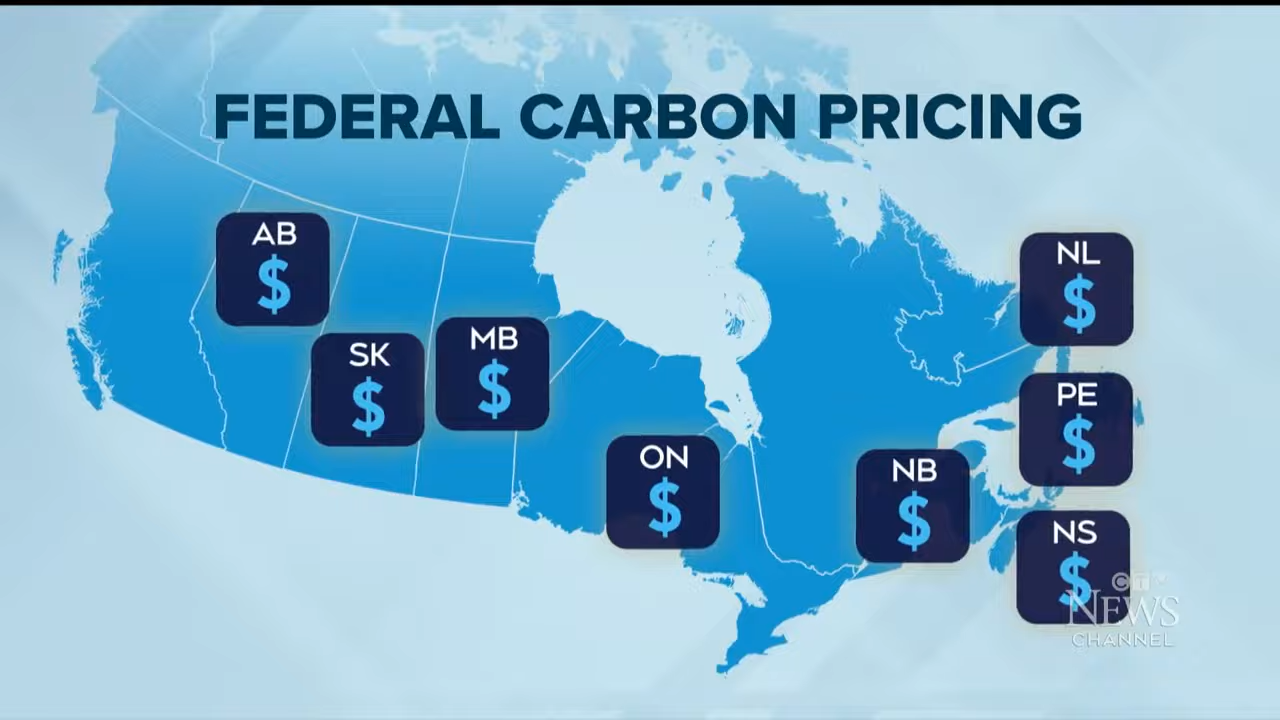 FEDERAL CARBON PRICING
AB
$
SK
$
MB
$
ON
$
NB
$
NL
$
PE
$
NS
$
CTV
NEWS
CHANNEL